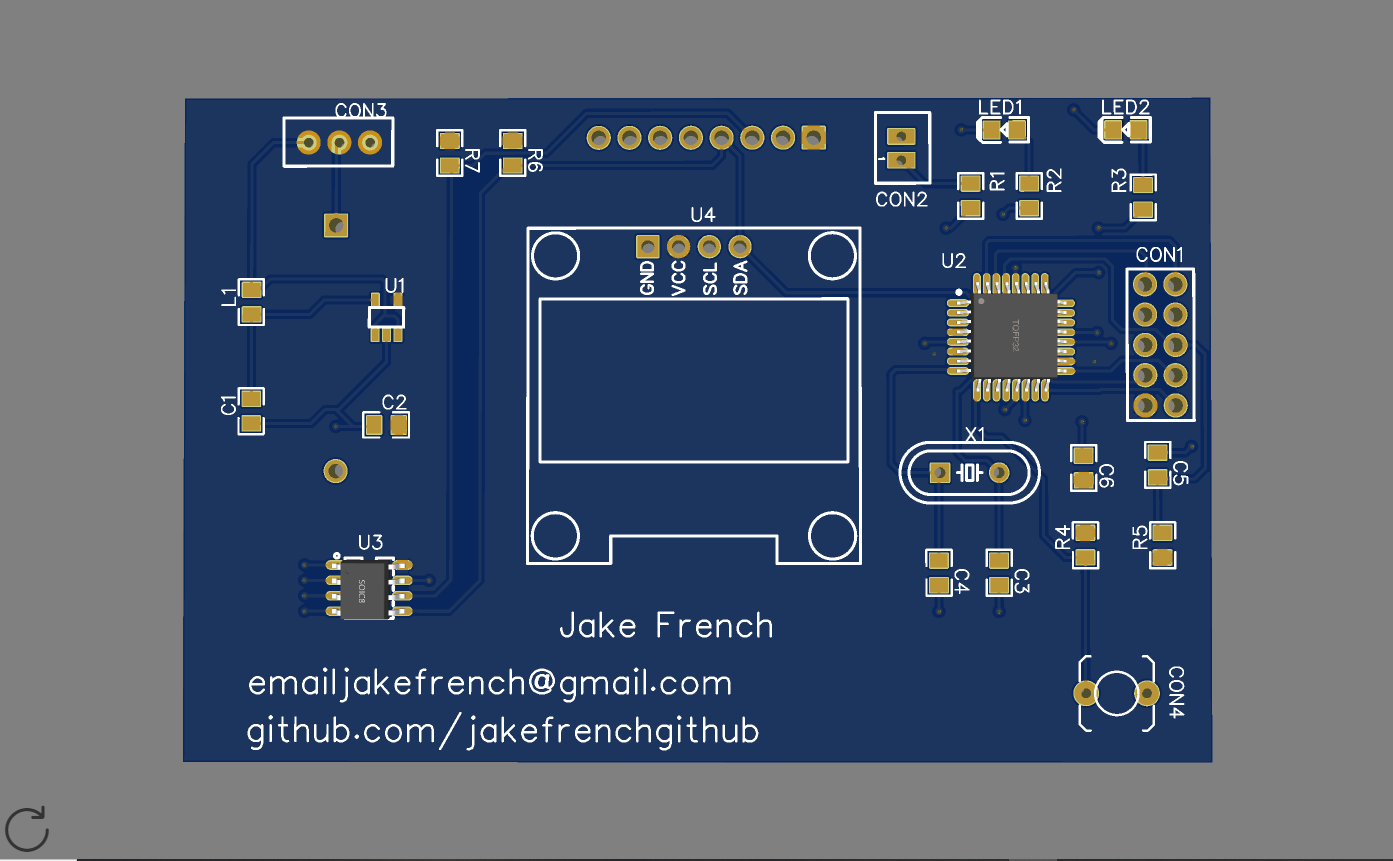 CON3
LED1
LED2
R7
R6
CON2
R1
R2
R3
U4
GND
VCC
SCL
SDA
U2
CON1
L1
U1
TQFP32
C1
C2
X1
C6
C5
U3
SOIC8
R4
R5
C4
C3
Jake French
emailjakefrench@gmail.com
github.com/jakefrenchgithub
CON4